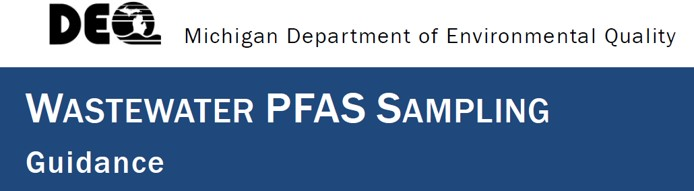 DEQ Michigan Department of Environmental Quality
WASTEWATER PFAS SAMPLING
Guidance